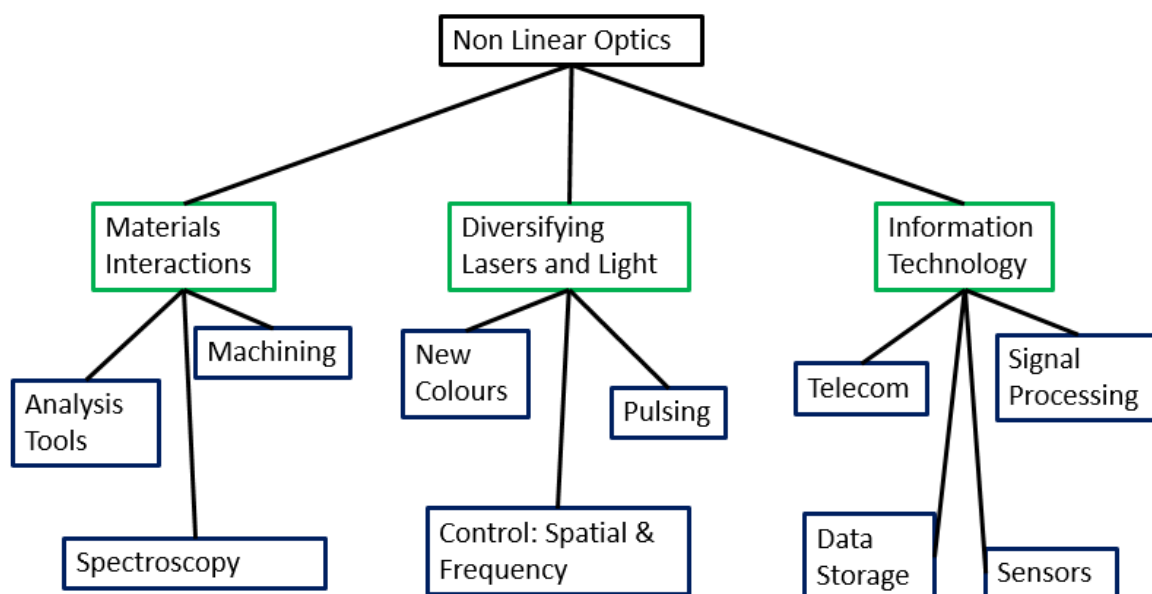 Non Linear Optics
Materials
Interactions
Diversifying
Lasers and Light
Information
Technology
Analysis
Tools
Machining
Spectroscopy
New
Colours
Pulsing
Control: Spatial &
Frequency
Telecom
Signal
Processing
Data
Storage
Sensors